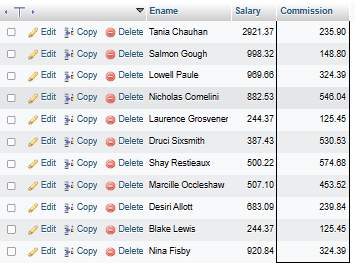 Ename Salary Commission
Edit Copy Delete Tania Chauhan 2921.37 235.90
Edit Copy Delete Salmon Gough 998.32 148.80
Edit Copy Delete Lowell Paule 969.66 324.39
Edit Copy Delete Nicholas Comelini 882.53 546.04
Edit Copy Delete Laurence Grosvener 244.37 125.45
Edit Copy Delete Druci Sixsmith 387.43 530.53
Edit Copy Delete Shay Restieaux 500.22 574.68
Edit Copy Delete Marcille Occleshaw 507.10 453.52
Edit Copy Delete Desiri Allott 683.09 239.84
Edit Copy Delete Blake Lewis 244.37 125.45
Edit Copy Delete Nina Fisby 920.84 324.39